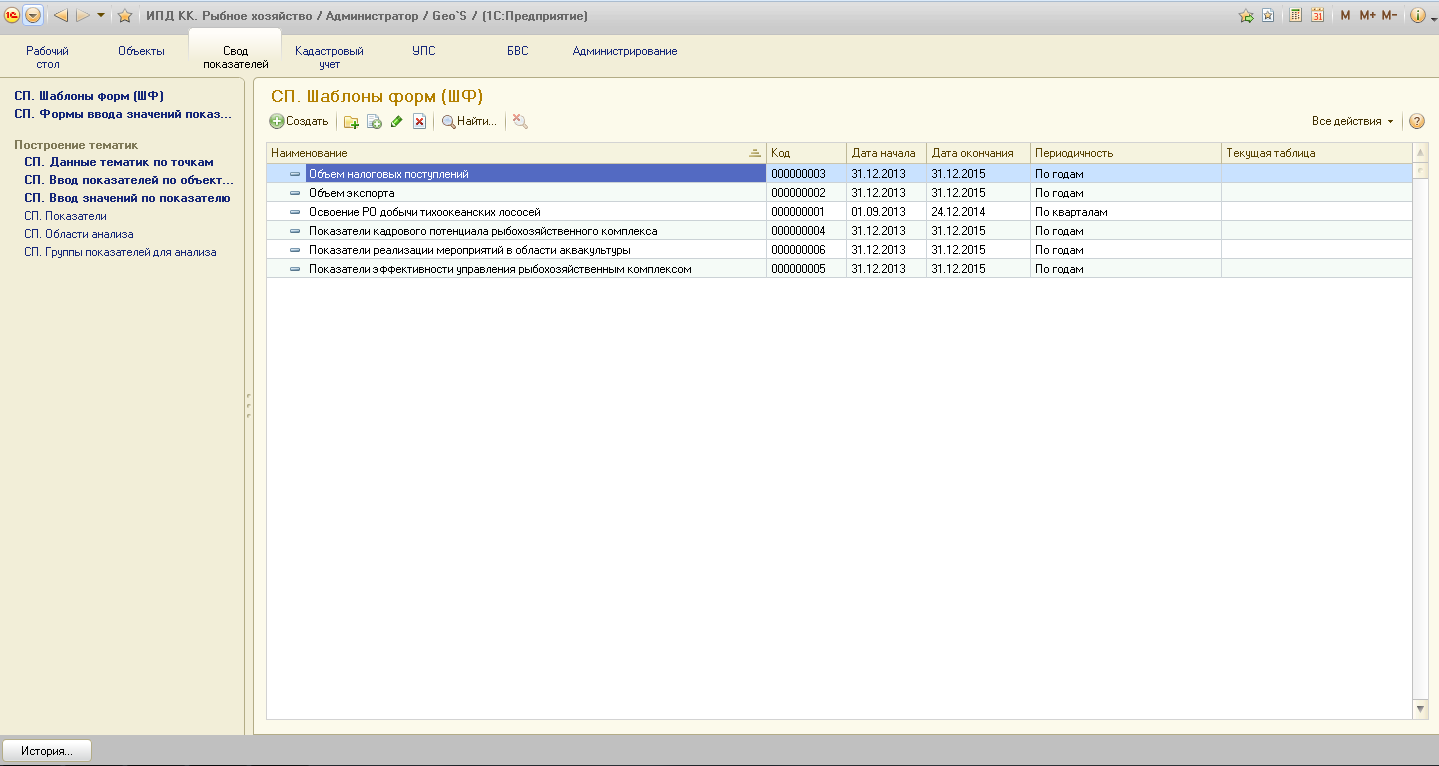 ИПД КК. Рыбное хозяйство / Администратор / Geo`S / (1С:Предприятие)
M M+ M-
Рабочий стол
Объекты
Свод показателей
Кадастровый учет
УПС
БВС
Администрирование
СП. Шаблоны форм (ШФ)
СП. Формы ввода значений показ...
Построение тематик
СП. Данные тематик по точкам
СП. Ввод показателей по объект...
СП. Ввод значений по показателю
СП. Показатели
СП. Области анализа
СП. Группы показателей для анализа
СП. Шаблоны форм (ШФ)
Создать Найти... Все действия
Наименование Код Дата начала Дата окончания Периодичность Текущая таблица
Объем налоговых поступлений 000000003 31.12.2013 31.12.2015 По годам
Объем экспорта 000000002 31.12.2013 31.12.2015 По годам
Освоение РО добычи тихоокеанских лососей 000000001 01.09.2013 24.12.2014 По кварталам
Показатели кадрового потенциала рыбохозяйственного комплекса 000000004 31.12.2013 31.12.2015 По годам
Показатели реализации мероприятий в области аквакультуры 000000006 31.12.2013 31.12.2015 По годам
Показатели эффективности управления рыбохозяйственным комплексом 000000005 31.12.2013 31.12.2015 По годам
История...